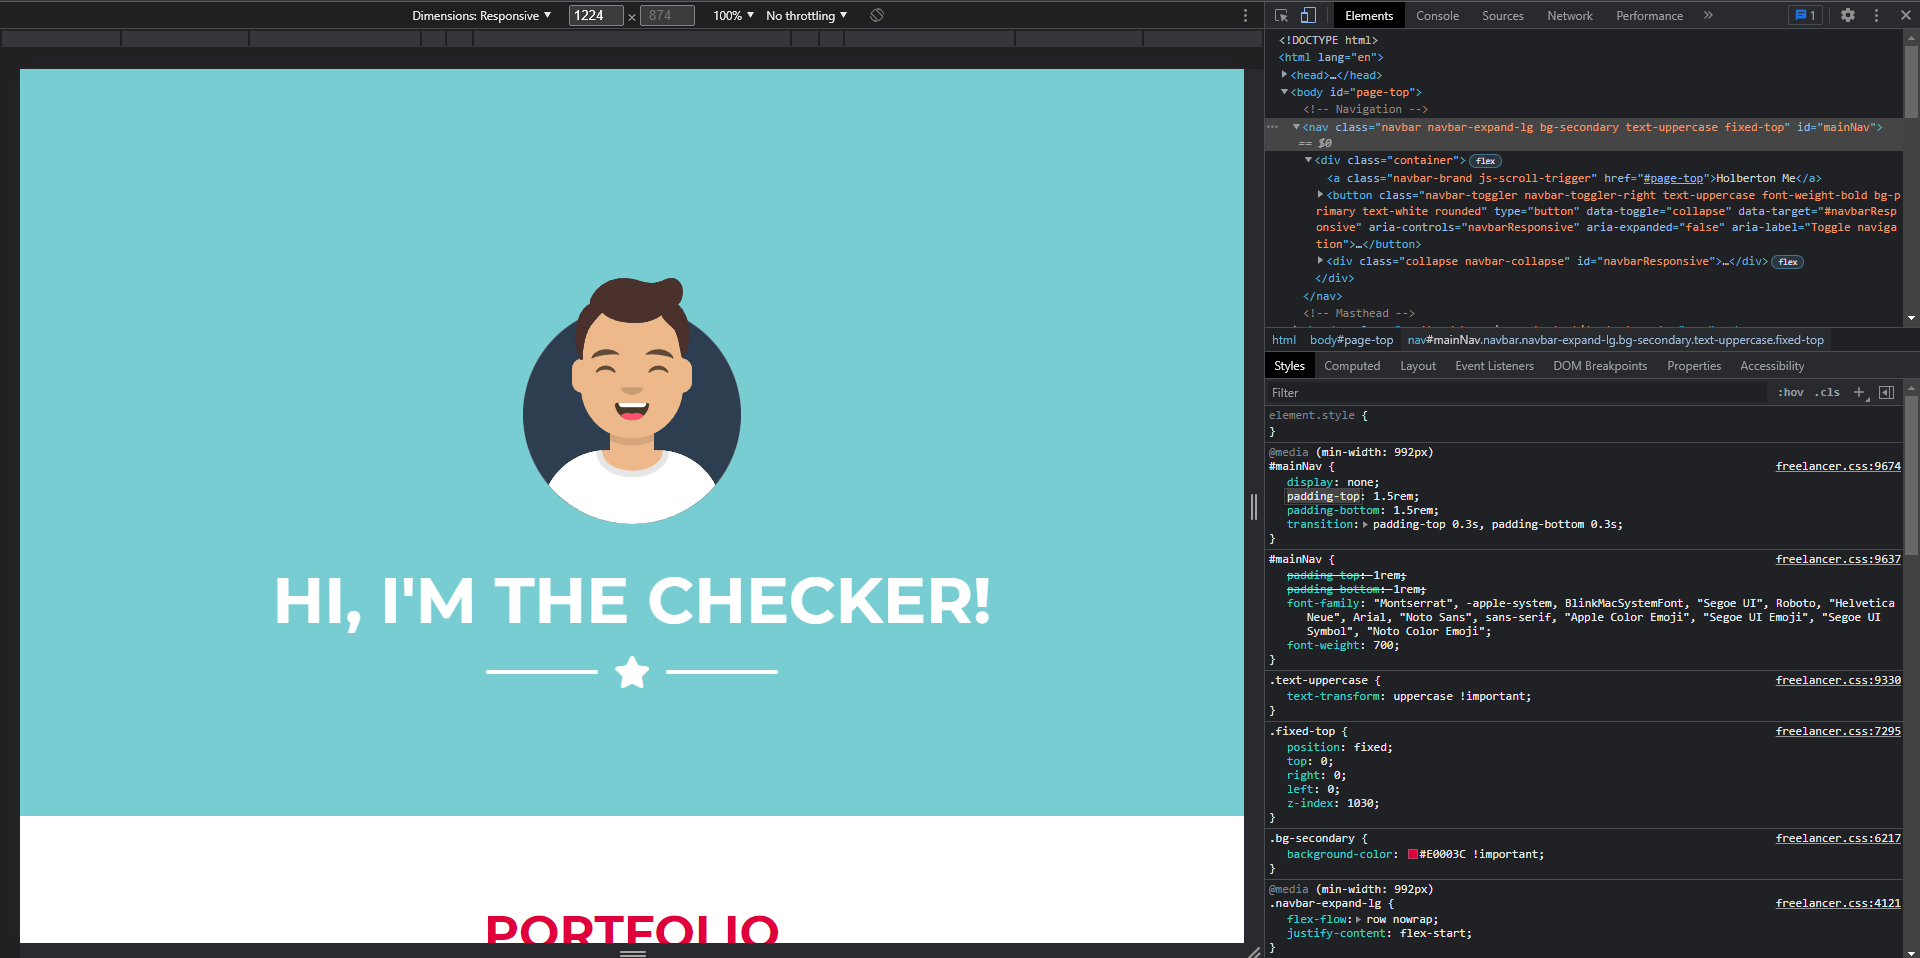 Dimensions: Responsive ▼ 1224 × 874 100% ▼ No throttling ▼
Elements Console Sources Network Performance » 1
<!DOCTYPE html>
<html lang="en">
<head>…</head>
<body id="page-top">
<!-- Navigation -->
<nav class="navbar navbar-expand-lg bg-secondary text-uppercase fixed-top" id="mainNav">
== $0
<div class="container"> flex
<a class="navbar-brand js-scroll-trigger" href="#page-top">Holberton Me</a>
<button class="navbar-toggler navbar-toggler-right text-uppercase font-weight-bold bg-p
rimary text-white rounded" type="button" data-toggle="collapse" data-target="#navbarResp
onsive" aria-controls="navbarResponsive" aria-expanded="false" aria-label="Toggle naviga
tion">…</button>
<div class="collapse navbar-collapse" id="navbarResponsive">…</div> flex
</div>
</nav>
<!-- Masthead -->
html body#page-top nav#mainNav.navbar.navbar-expand-lg.bg-secondary.text-uppercase.fixed-top
Styles Computed Layout Event Listeners DOM Breakpoints Properties Accessibility
Filter :hov .cls +
element.style {
}
@media (min-width: 992px)
#mainNav { freelancer.css:9674
display: none;
padding-top: 1.5rem;
padding-bottom: 1.5rem;
transition: padding-top 0.3s, padding-bottom 0.3s;
}
#mainNav { freelancer.css:9637
padding-top: 1rem;
padding-bottom: 1rem;
font-family: "Montserrat", -apple-system, BlinkMacSystemFont, "Segoe UI", Roboto, "Helvetica
Neue", Arial, "Noto Sans", sans-serif, "Apple Color Emoji", "Segoe UI Emoji", "Segoe UI
Symbol", "Noto Color Emoji";
font-weight: 700;
}
.text-uppercase { freelancer.css:9330
text-transform: uppercase !important;
}
.fixed-top { freelancer.css:7295
position: fixed;
top: 0;
right: 0;
left: 0;
z-index: 1030;
}
.bg-secondary { freelancer.css:6217
background-color: #E0003C !important;
}
@media (min-width: 992px)
.navbar-expand-lg { freelancer.css:4121
flex-flow: row nowrap;
justify-content: flex-start;
}
HI, I'M THE CHECKER!
PORTFOLIO